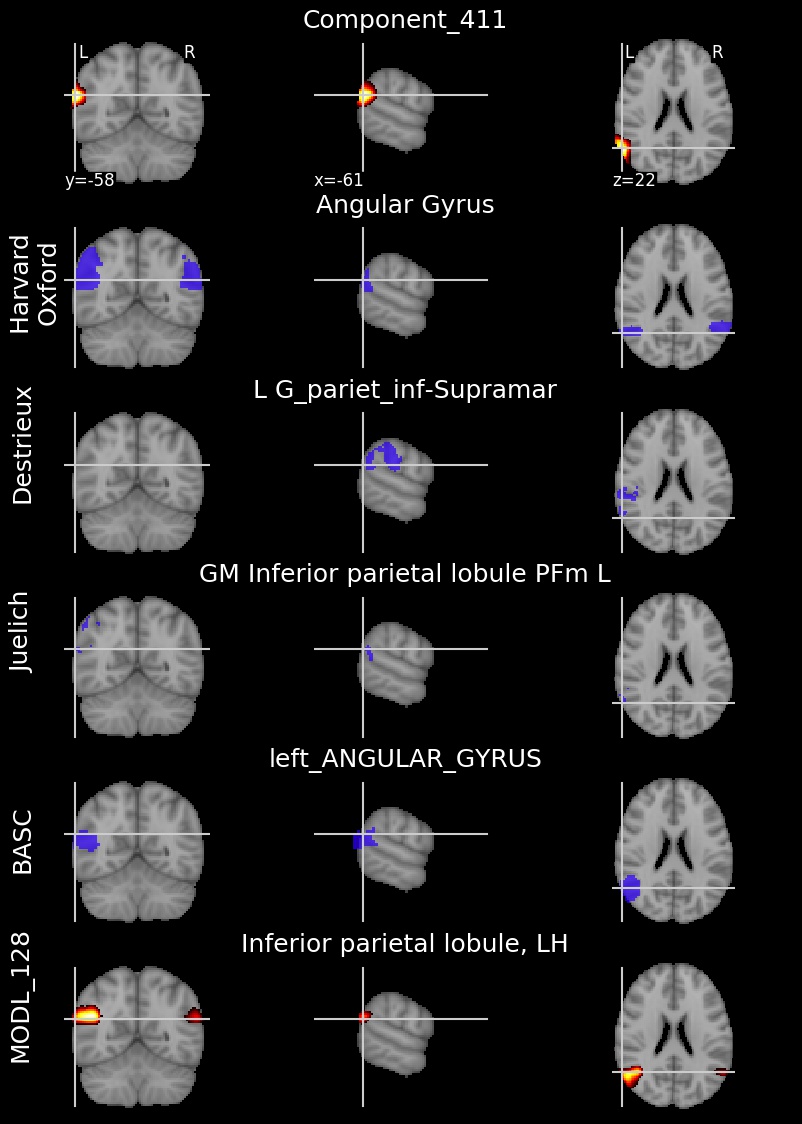 Component_411
L R L R
y=-58 x=-61 z=22
Angular Gyrus
Harvard
Oxford
L G_pariet_inf-Supramar
Destrieux
GM Inferior parietal lobule PFm L
Juelich
left_ANGULAR_GYRUS
BASC
Inferior parietal lobule, LH
MODL_128